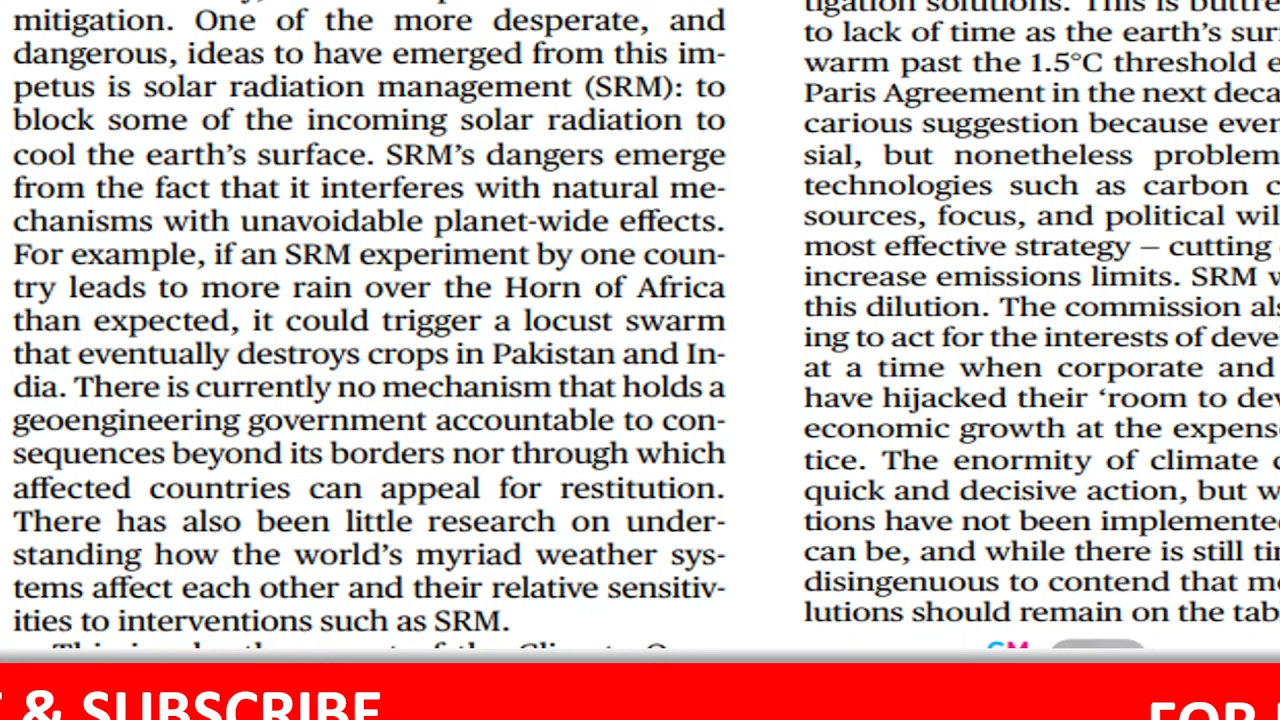 mitigation. One of the more desperate, and
dangerous, ideas to have emerged from this im-
petus is solar radiation management (SRM): to
block some of the incoming solar radiation to
cool the earth's surface. SRM's dangers emerge
from the fact that it interferes with natural me-
chanisms with unavoidable planet-wide effects.
For example, if an SRM experiment by one coun-
try leads to more rain over the Horn of Africa
than expected, it could trigger a locust swarm
that eventually destroys crops in Pakistan and In-
dia. There is currently no mechanism that holds a
geoengineering government accountable to con-
sequences beyond its borders nor through which
affected countries can appeal for restitution.
There has also been little research on under-
standing how the world's myriad weather sys-
tems affect each other and their relative sensitiv-
ities to interventions such as SRM.
tigation solutions. This is
to lack of time as the earth's
warm past the 1.5°C threshold
Paris Agreement in the next
carious suggestion because
sial, but nonetheless
technologies such as carbon
sources, focus, and political
most effective strategy – cutting
increase emissions limits. SRM
this dilution. The commission
ing to act for the interests of
at a time when corporate and
have hijacked their 'room to
economic growth at the
tice. The enormity of climate
quick and decisive action, but
tions have not been
can be, and while there is still
disingenuous to contend that
lutions should remain on the
& SUBSCRIBE
FOR